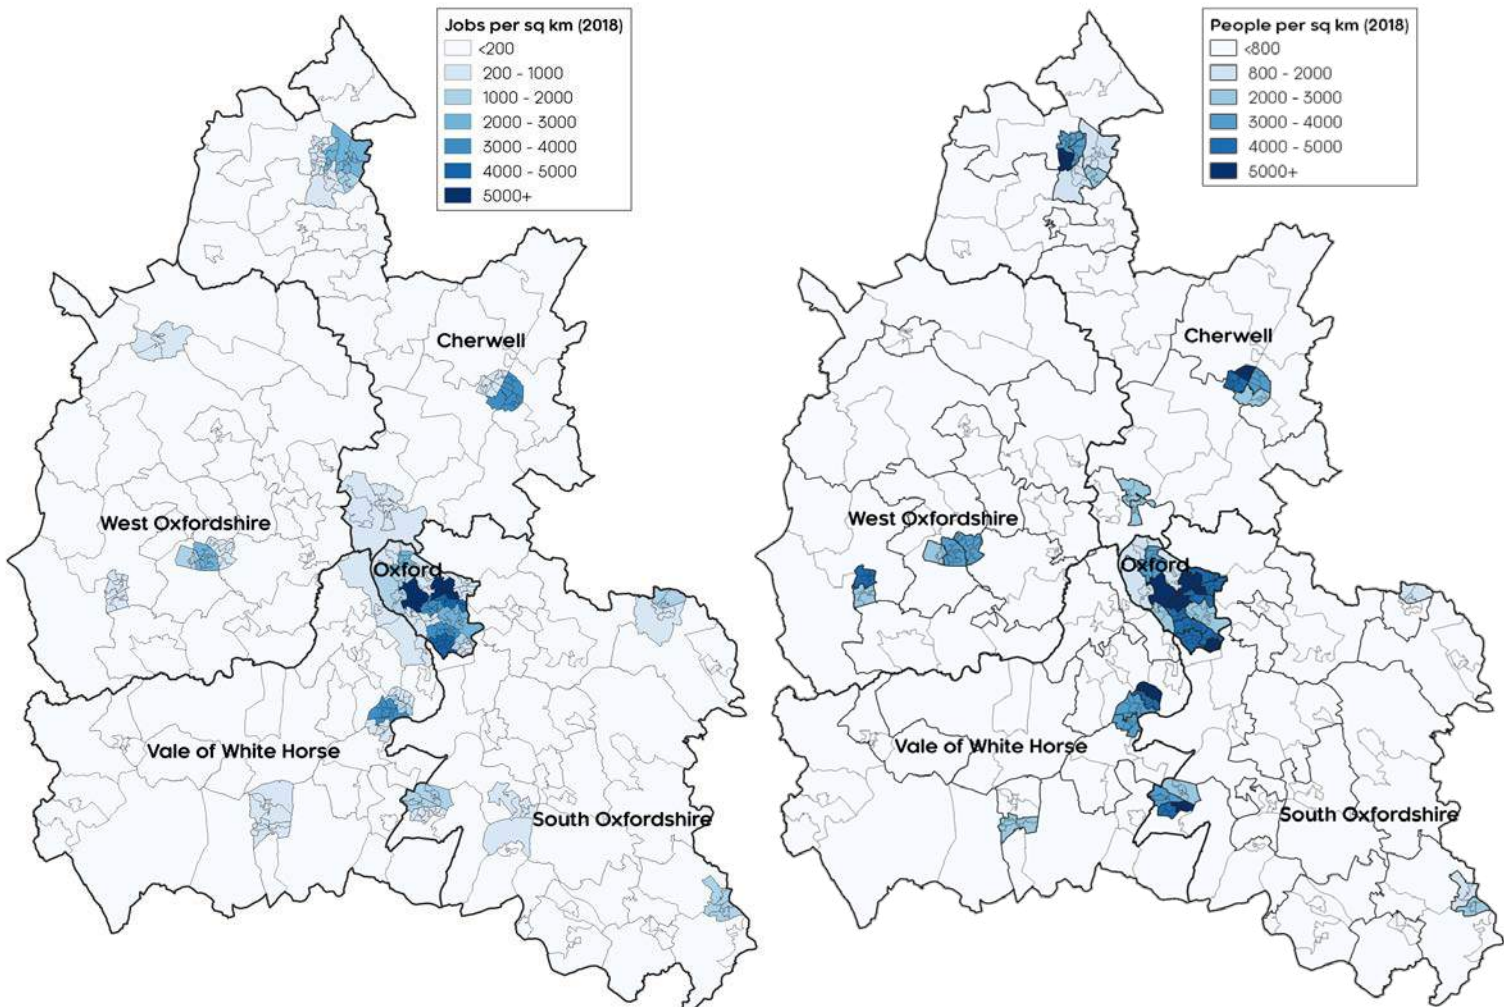 Jobs per sq km (2018)
<200
200 - 1000
1000 - 2000
2000 - 3000
3000 - 4000
4000 - 5000
5000+
Cherwell
West Oxfordshire
Oxford
Vale of White Horse
South Oxfordshire
People per sq km (2018)
<800
800 - 2000
2000 - 3000
3000 - 4000
4000 - 5000
5000+
Cherwell
West Oxfordshire
Oxford
Vale of White Horse
South Oxfordshire